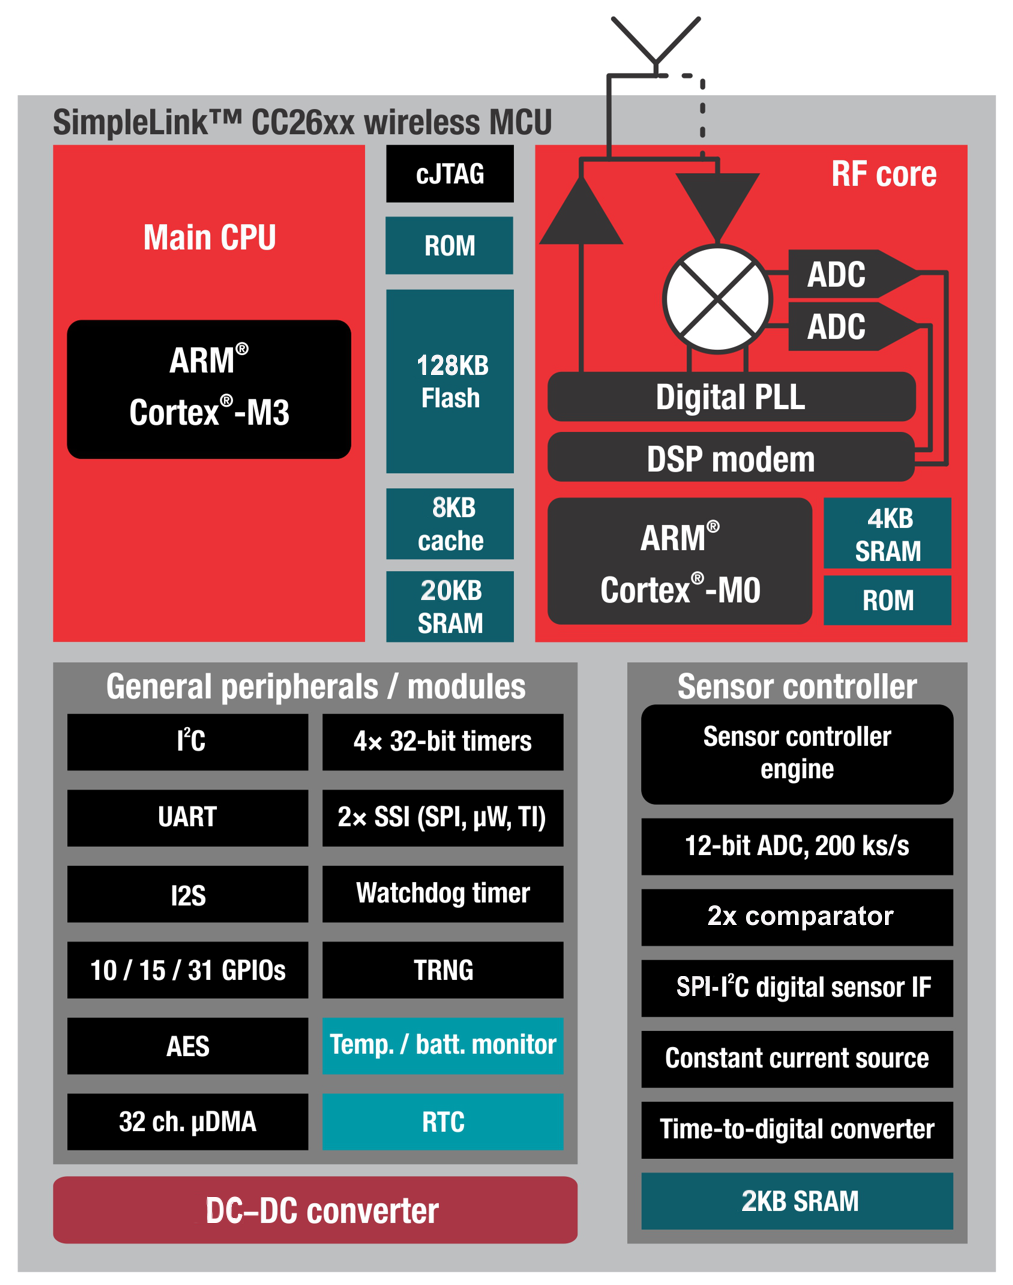 SimpleLink™ CC26xx wireless MCU
Main CPU
ARM®
Cortex®-M3
cJTAG
ROM
128KB
Flash
8KB
cache
20KB
SRAM
RF core
ADC
ADC
Digital PLL
DSP modem
ARM®
Cortex®-M0
4KB
SRAM
ROM
General peripherals / modules
I²C
4× 32-bit timers
UART
2× SSI (SPI, µW, TI)
I2S
Watchdog timer
10 / 15 / 31 GPIOs
TRNG
AES
Temp. / batt. monitor
32 ch. µDMA
RTC
DC–DC converter
Sensor controller
Sensor controller
engine
12-bit ADC, 200 ks/s
2x comparator
SPI-I²C digital sensor IF
Constant current source
Time-to-digital converter
2KB SRAM